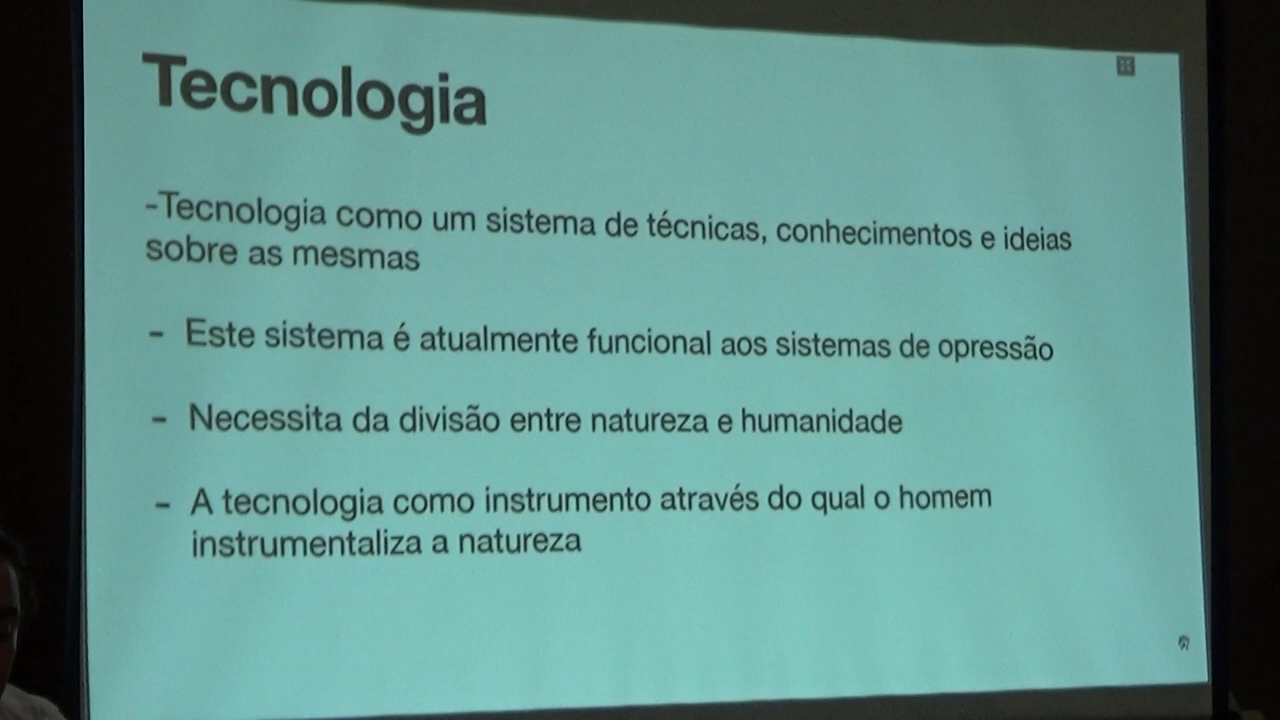 Tecnologia
-Tecnologia como um sistema de técnicas, conhecimentos e ideias
sobre as mesmas
- Este sistema é atualmente funcional aos sistemas de opressão
- Necessita da divisão entre natureza e humanidade
- A tecnologia como instrumento através do qual o homem
instrumentaliza a natureza